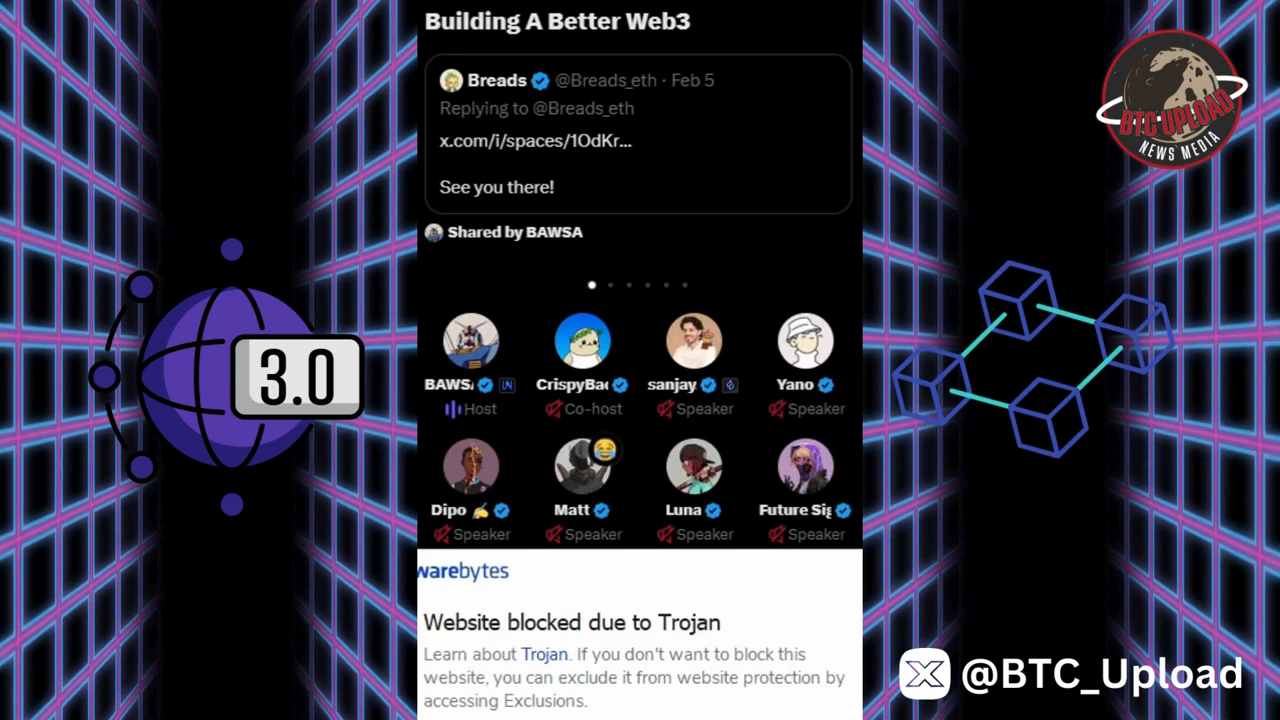 Building A Better Web3
Breads @Breads_eth · Feb 5
Replying to @Breads_eth
x.com/i/spaces/1OdKr...
See you there!
Shared by BAWSA
BTC UPLOAD
NEWS MEDIA
3.0
BAWS CrispyBa sanjay Yano
Host Co-host Speaker Speaker
Dipo Matt Luna Future Sig
Speaker Speaker Speaker Speaker
warebytes
Website blocked due to Trojan
Learn about Trojan. If you don't want to block this
website, you can exclude it from website protection by
accessing Exclusions.
@BTC_Upload